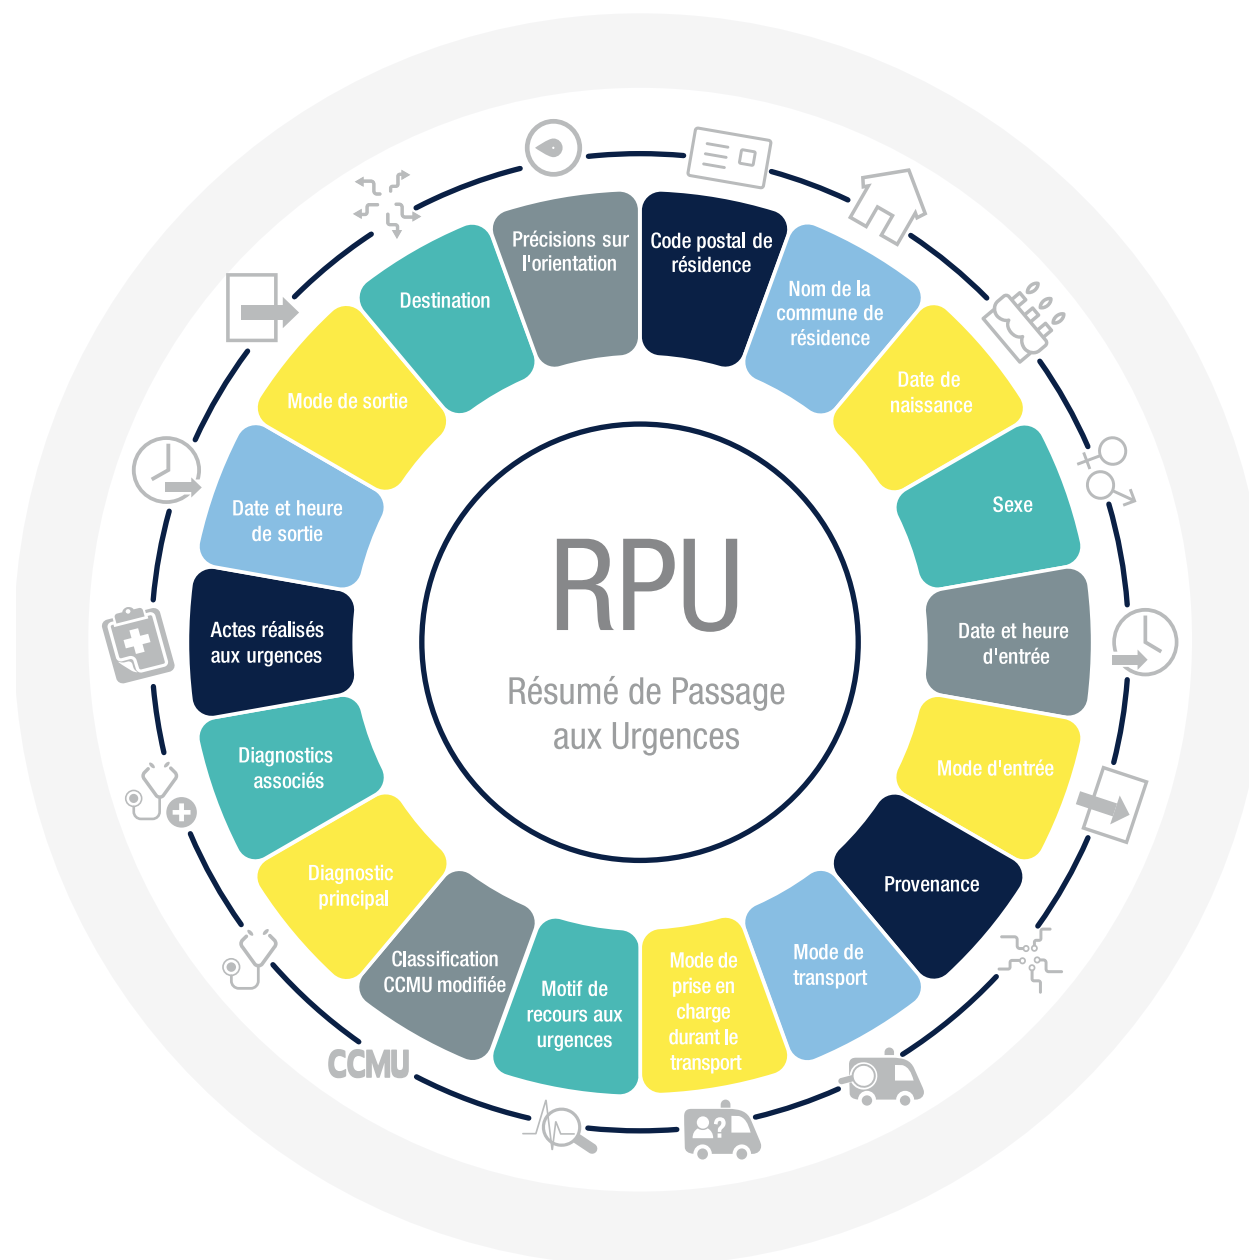 RPU
Résumé de Passage
aux Urgences
Code postal de
résidence
Nom de la
commune de
résidence
Date de
naissance
Sexe
Date et heure
d'entrée
Mode d'entrée
Provenance
Mode de
transport
Mode de
prise en
charge
durant le
transport
Motif de
recours aux
urgences
Classification
CCMU modifiée
Diagnostic
principal
Diagnostics
associés
Actes réalisés
aux urgences
Date et heure
de sortie
Mode de sortie
Destination
Précisions sur
l'orientation
?
CCMU